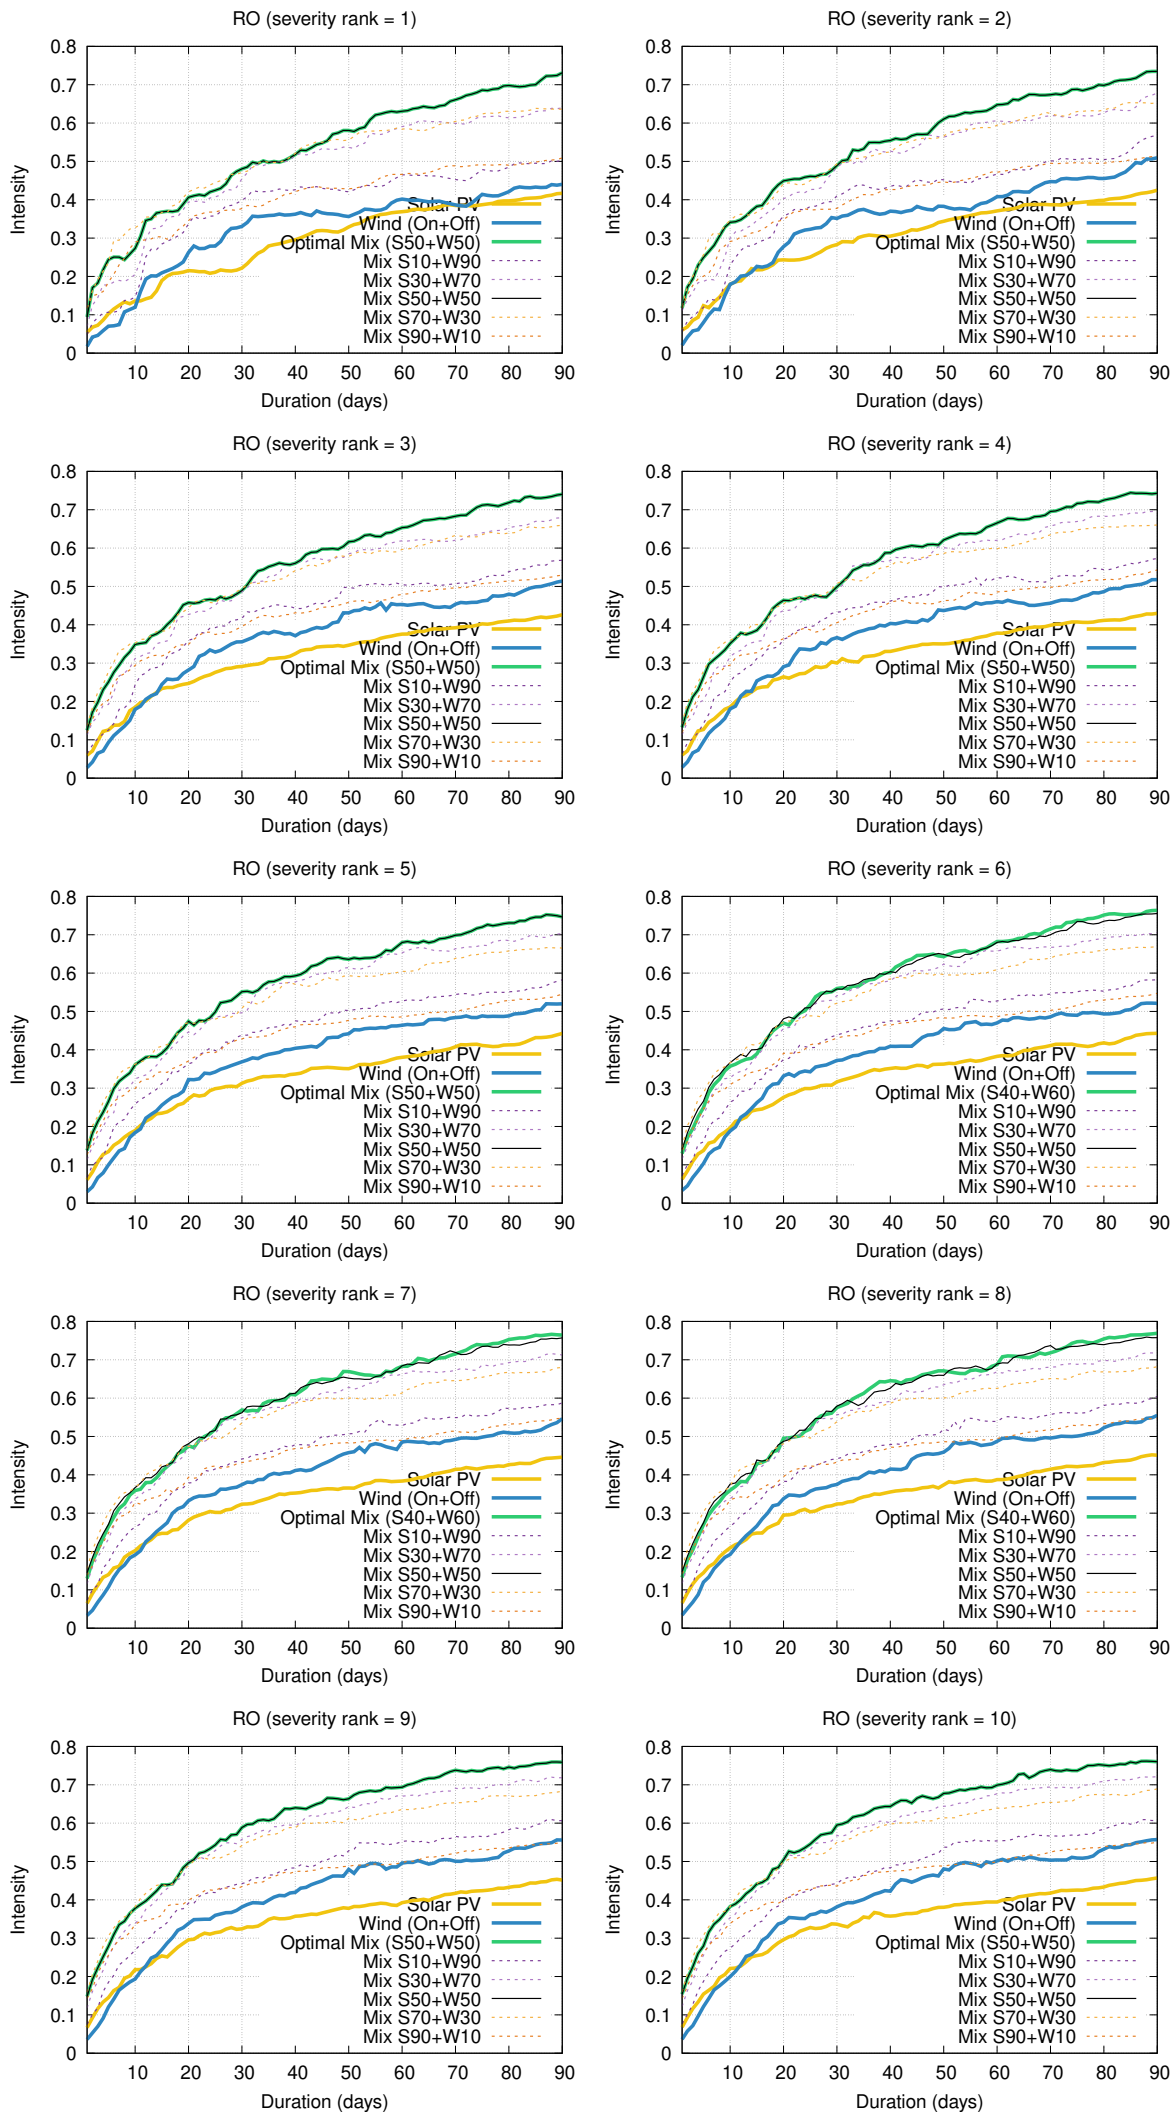 RO (severity rank = 1)
0.8
0.7
0.6
0.5
0.4
0.3
0.2
0.1
0
Intensity
Solar PV
Wind (On+Off)
Optimal Mix (S50+W50)
Mix S10+W90
Mix S30+W70
Mix S50+W50
Mix S70+W30
Mix S90+W10
10 20 30 40 50 60 70 80 90
Duration (days)
RO (severity rank = 2)
0.8
0.7
0.6
0.5
0.4
0.3
0.2
0.1
0
Intensity
Solar PV
Wind (On+Off)
Optimal Mix (S50+W50)
Mix S10+W90
Mix S30+W70
Mix S50+W50
Mix S70+W30
Mix S90+W10
10 20 30 40 50 60 70 80 90
Duration (days)
RO (severity rank = 3)
0.8
0.7
0.6
0.5
0.4
0.3
0.2
0.1
0
Intensity
Solar PV
Wind (On+Off)
Optimal Mix (S50+W50)
Mix S10+W90
Mix S30+W70
Mix S50+W50
Mix S70+W30
Mix S90+W10
10 20 30 40 50 60 70 80 90
Duration (days)
RO (severity rank = 4)
0.8
0.7
0.6
0.5
0.4
0.3
0.2
0.1
0
Intensity
Solar PV
Wind (On+Off)
Optimal Mix (S50+W50)
Mix S10+W90
Mix S30+W70
Mix S50+W50
Mix S70+W30
Mix S90+W10
10 20 30 40 50 60 70 80 90
Duration (days)
RO (severity rank = 5)
0.8
0.7
0.6
0.5
0.4
0.3
0.2
0.1
0
Intensity
Solar PV
Wind (On+Off)
Optimal Mix (S50+W50)
Mix S10+W90
Mix S30+W70
Mix S50+W50
Mix S70+W30
Mix S90+W10
10 20 30 40 50 60 70 80 90
Duration (days)
RO (severity rank = 6)
0.8
0.7
0.6
0.5
0.4
0.3
0.2
0.1
0
Intensity
Solar PV
Wind (On+Off)
Optimal Mix (S40+W60)
Mix S10+W90
Mix S30+W70
Mix S50+W50
Mix S70+W30
Mix S90+W10
10 20 30 40 50 60 70 80 90
Duration (days)
RO (severity rank = 7)
0.8
0.7
0.6
0.5
0.4
0.3
0.2
0.1
0
Intensity
Solar PV
Wind (On+Off)
Optimal Mix (S40+W60)
Mix S10+W90
Mix S30+W70
Mix S50+W50
Mix S70+W30
Mix S90+W10
10 20 30 40 50 60 70 80 90
Duration (days)
RO (severity rank = 8)
0.8
0.7
0.6
0.5
0.4
0.3
0.2
0.1
0
Intensity
Solar PV
Wind (On+Off)
Optimal Mix (S40+W60)
Mix S10+W90
Mix S30+W70
Mix S50+W50
Mix S70+W30
Mix S90+W10
10 20 30 40 50 60 70 80 90
Duration (days)
RO (severity rank = 9)
0.8
0.7
0.6
0.5
0.4
0.3
0.2
0.1
0
Intensity
Solar PV
Wind (On+Off)
Optimal Mix (S50+W50)
Mix S10+W90
Mix S30+W70
Mix S50+W50
Mix S70+W30
Mix S90+W10
10 20 30 40 50 60 70 80 90
Duration (days)
RO (severity rank = 10)
0.8
0.7
0.6
0.5
0.4
0.3
0.2
0.1
0
Intensity
Solar PV
Wind (On+Off)
Optimal Mix (S50+W50)
Mix S10+W90
Mix S30+W70
Mix S50+W50
Mix S70+W30
Mix S90+W10
10 20 30 40 50 60 70 80 90
Duration (days)